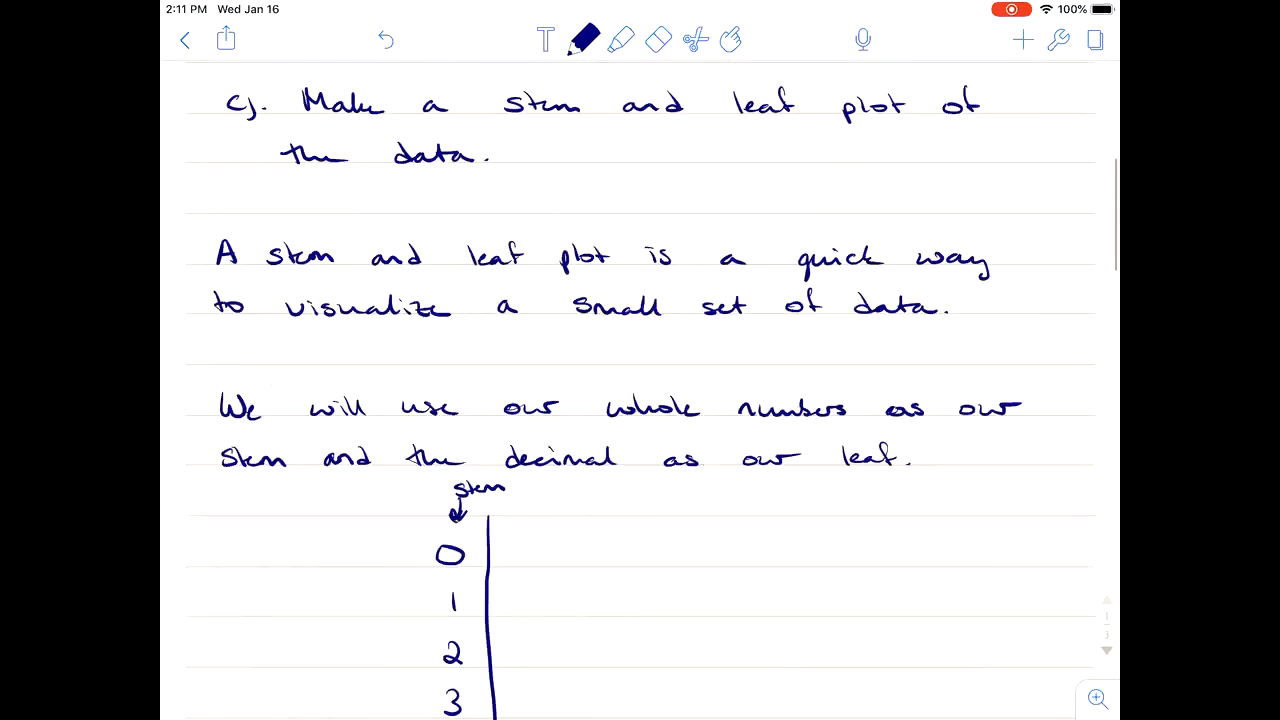 2:11 PM Wed Jan 16 100%
T
c). Make a stem and leaf plot of
the data.
A stem and leaf plot is a quick way
to visualize a small set of data.
We will use our whole numbers as our
stem and the decimal as our leaf.
stem
0
1
2
3
1
3